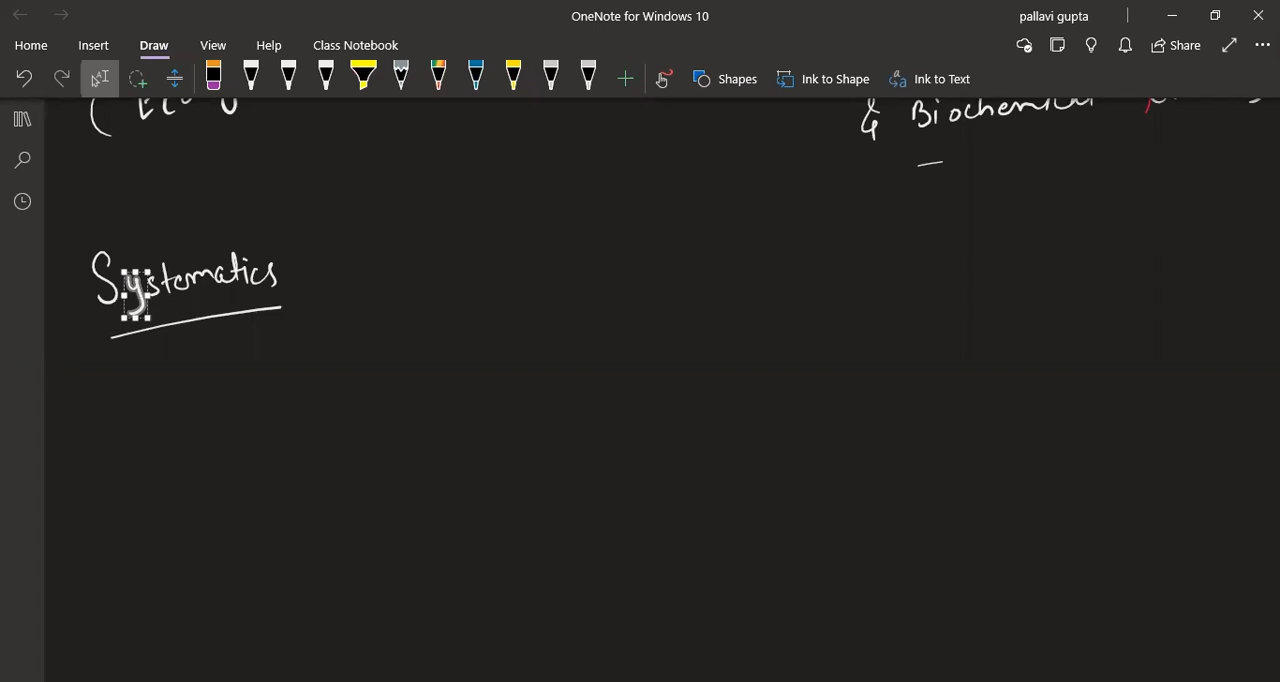 OneNote for Windows 10
pallavi gupta
Home Insert Draw View Help Class Notebook
Share
Shapes Ink to Shape Ink to Text
& Biochemical
Systematics